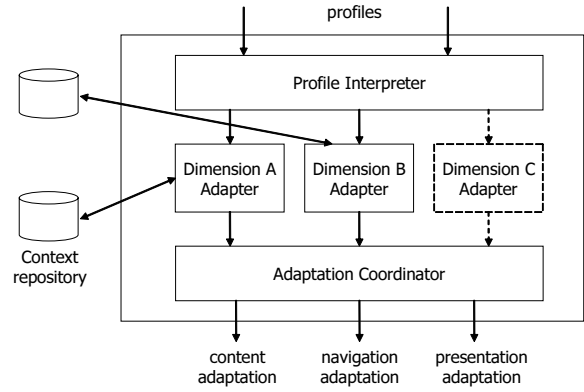 profiles
Profile Interpreter
Dimension A
Adapter
Dimension B
Adapter
Dimension C
Adapter
Context
repository
Adaptation Coordinator
content
adaptation
navigation
adaptation
presentation
adaptation